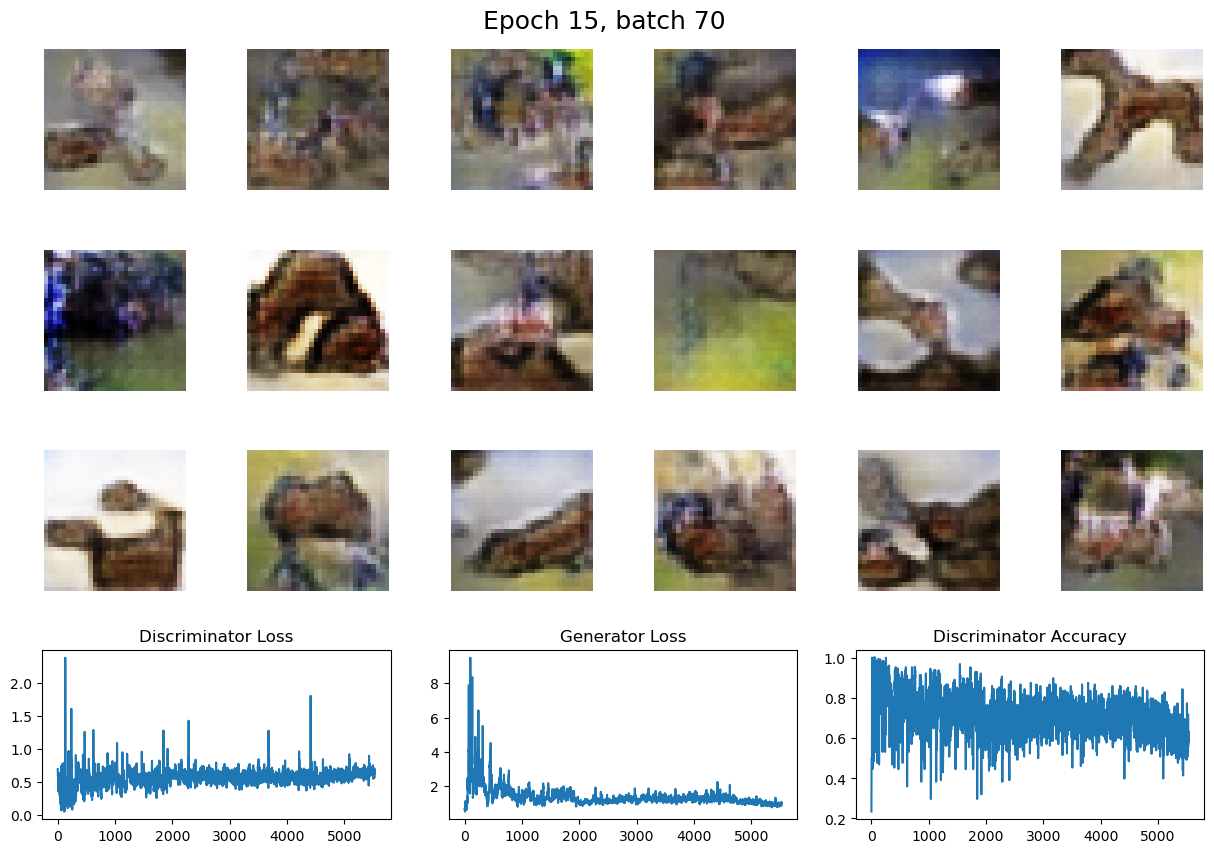 Epoch 15, batch 70
Discriminator Loss
Generator Loss
Discriminator Accuracy
2.0
1.5
1.0
0.5
0.0
0 1000 2000 3000 4000 5000
8
6
4
2
0 1000 2000 3000 4000 5000
1.0
0.8
0.6
0.4
0.2
0 1000 2000 3000 4000 5000